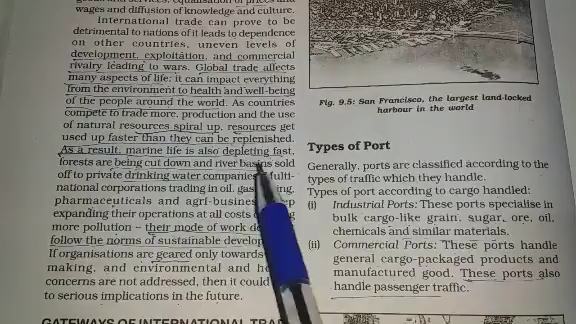 wages and diffusion of knowledge and culture.
International trade can prove to be
detrimental to nations of it leads to dependence
on other countries, uneven levels of
development, exploitation, and commercial
rivalry leading to wars. Global trade affects
many aspects of life; it can impact everything
from the environment to health and well-being
of the people around the world. As countries
compete to trade more, production and the use
of natural resources spiral up, resources get
used up faster than they can be replenished.
As a result, marine life is also depleting fast,
forests are being cut down and river basins sold
off to private drinking water companies
national corporations trading in oil, gas
pharmaceuticals and
expanding their operations at all costs
more pollution – their mode of work
follow the norms of sustainable
If organisations are geared only towards
making, and environmental and
concerns are not addressed, then it could
to serious implications in the future.
GATEWAYS OF INTERNATIONAL
Fig. 9.5: San Francisco, the largest land-locked
harbour in the world
Types of Port
Generally, ports are classified according to the
types of traffic which they handle.
Types of port according to cargo handled:
(i) Industrial Ports: These ports specialise in
bulk cargo-like grain, sugar, ore, oil,
chemicals and similar materials.
(ii) Commercial Ports: These ports handle
general cargo-packaged products and
manufactured good. These ports also
handle passenger traffic.